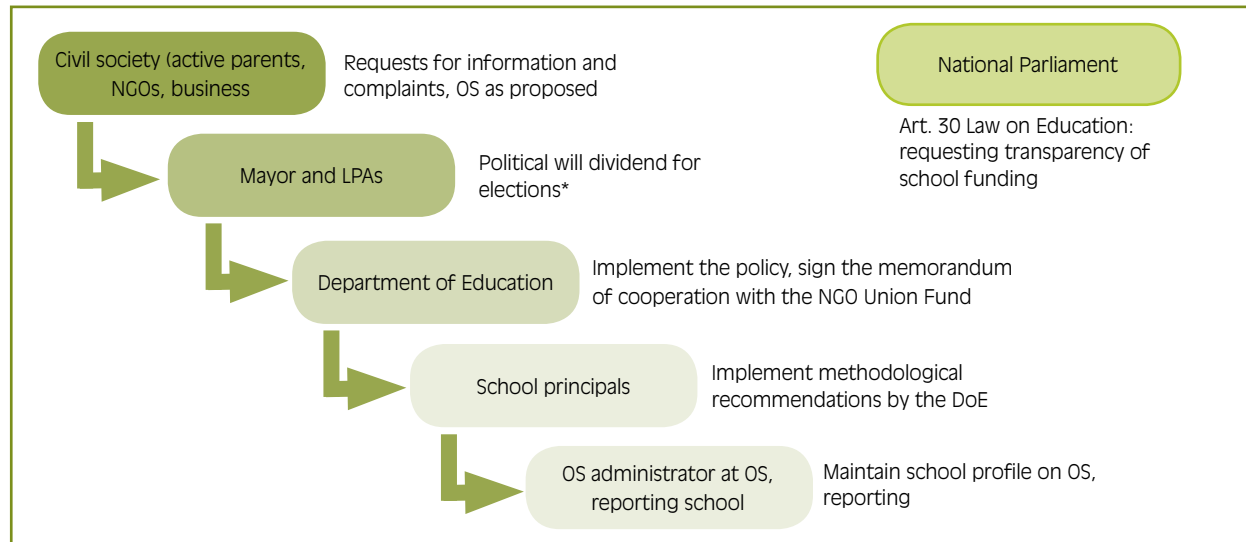 Civil society (active parents,
NGOs, business
Requests for information and
complaints, OS as proposed
National Parliament
Art. 30 Law on Education:
requesting transparency of
school funding
Mayor and LPAs
Political will dividend for
elections*
Department of Education
Implement the policy, sign the memorandum
of cooperation with the NGO Union Fund
School principals
Implement methodological
recommendations by the DoE
OS administrator at OS,
reporting school
Maintain school profile on OS,
reporting